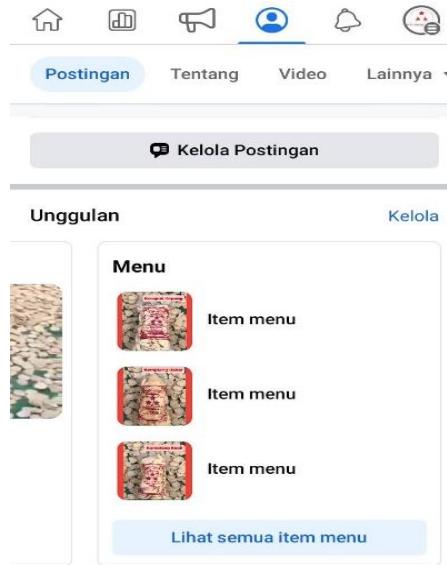 Postingan Tentang Video Lainnya
Kelola Postingan
Unggulan Kelola
Menu
Item menu
Item menu
Item menu
Lihat semua item menu